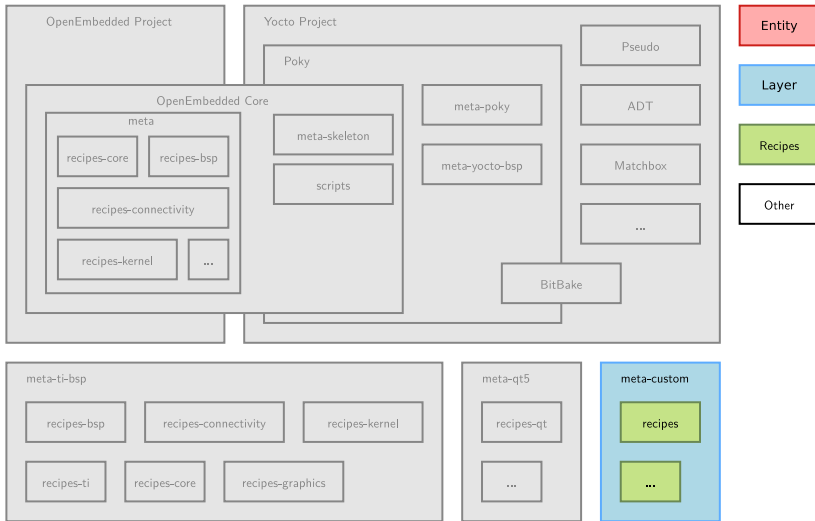 OpenEmbedded Project
Yocto Project
Entity
Pseudo
Poky
Layer
OpenEmbedded Core
meta-poky
ADT
meta
meta-skeleton
recipes-core
recipes-bsp
meta-yocto-bsp
Matchbox
Recipes
scripts
recipes-connectivity
Other
...
recipes-kernel
...
BitBake
meta-ti-bsp
meta-qt5
meta-custom
recipes-bsp
recipes-connectivity
recipes-kernel
recipes-qt
recipes
recipes-ti
recipes-core
recipes-graphics
...
...